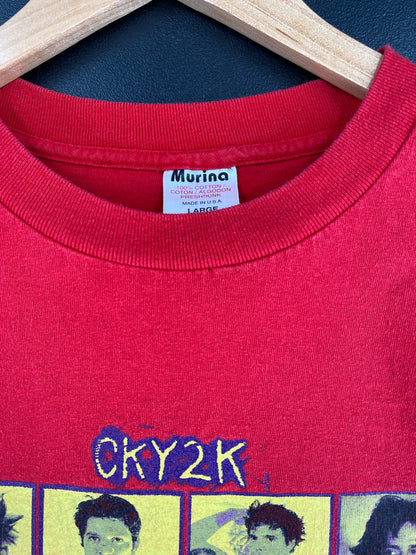 Murina
100% COTTON
COTON / ALGODON
PRESHRUNK
MADE IN U.S.A.
LARGE
CKY2K